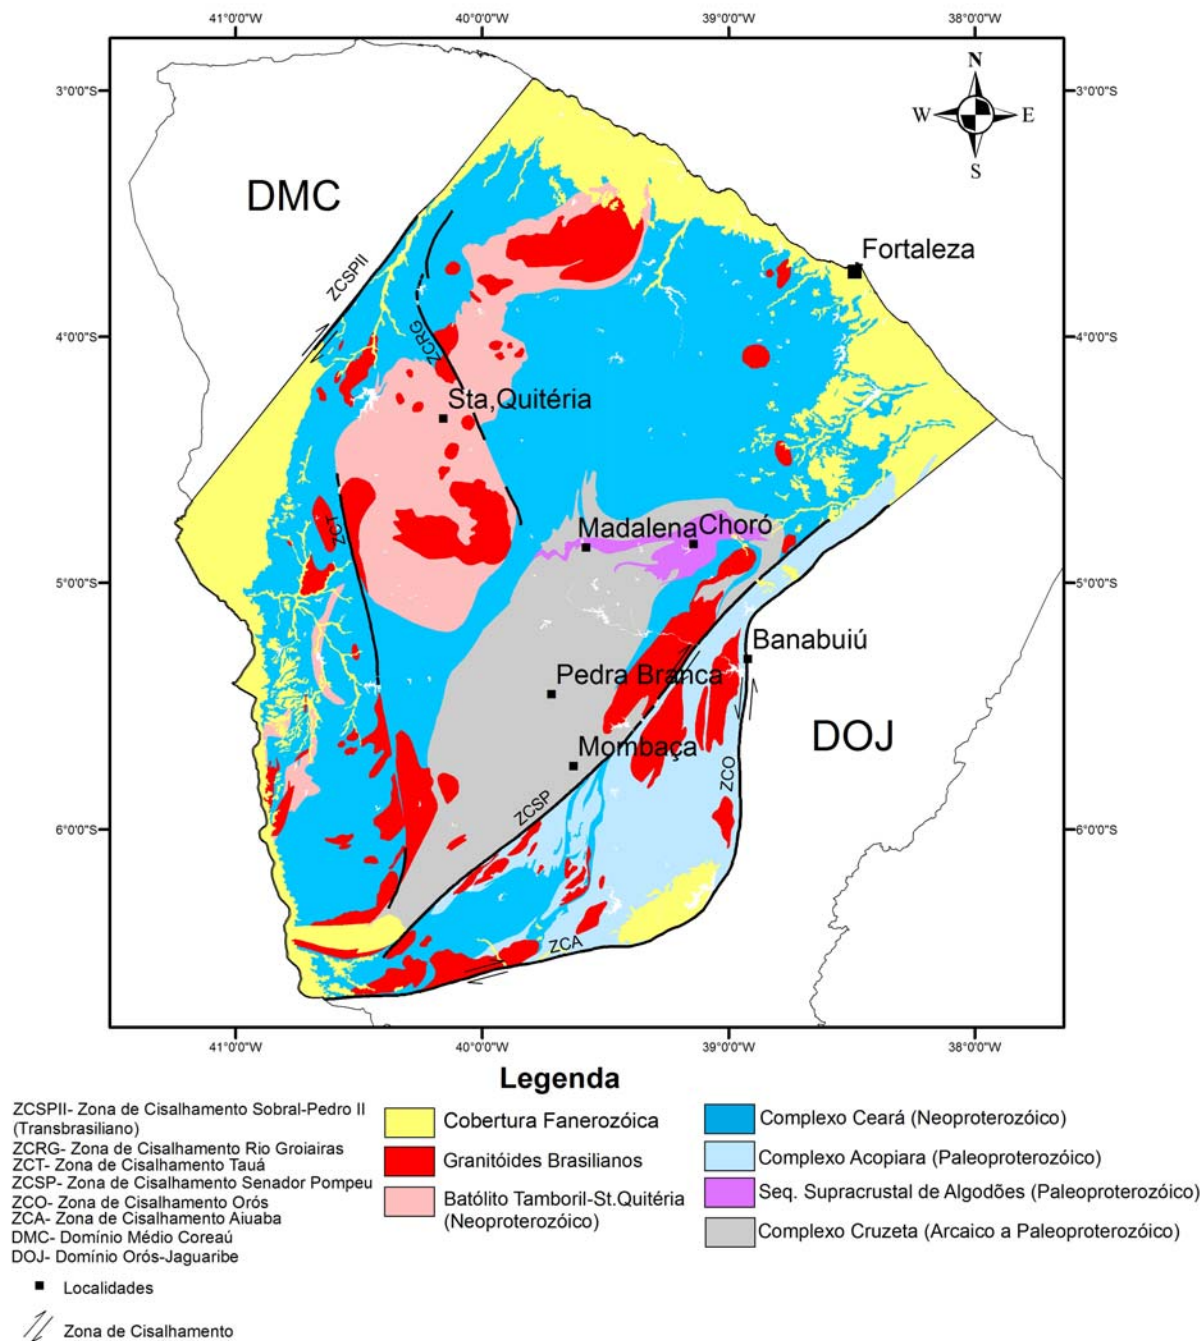 41°0'0"W 40°0'0"W 39°0'0"W 38°0'0"W
N
W E
S
3°0'0"S 3°0'0"S
DMC
Fortaleza
ZCSPII
4°0'0"S 4°0'0"S
ZCRG
Sta,Quitéria
ZCT
Madalena Choró
5°0'0"S 5°0'0"S
Banabuiú
Pedra Branca
DOJ
Mombaça
ZCO
ZCSP
6°0'0"S 6°0'0"S
ZCA
41°0'0"W 40°0'0"W 39°0'0"W 38°0'0"W
Legenda
ZCSPII- Zona de Cisalhamento Sobral-Pedro II
(Transbrasiliano)
ZCRG- Zona de Cisalhamento Rio Groiairas
ZCT- Zona de Cisalhamento Tauá
ZCSP- Zona de Cisalhamento Senador Pompeu
ZCO- Zona de Cisalhamento Orós
ZCA- Zona de Cisalhamento Aiuaba
DMC- Domínio Médio Coreaú
DOJ- Domínio Orós-Jaguaribe
Localidades
Zona de Cisalhamento
Cobertura Fanerozóica
Granitóides Brasilianos
Batólito Tamboril-St.Quitéria
(Neoproterozóico)
Complexo Ceará (Neoproterozóico)
Complexo Acopiara (Paleoproterozóico)
Seq. Supracrustal de Algodões (Paleoproterozóico)
Complexo Cruzeta (Arcaico a Paleoproterozóico)